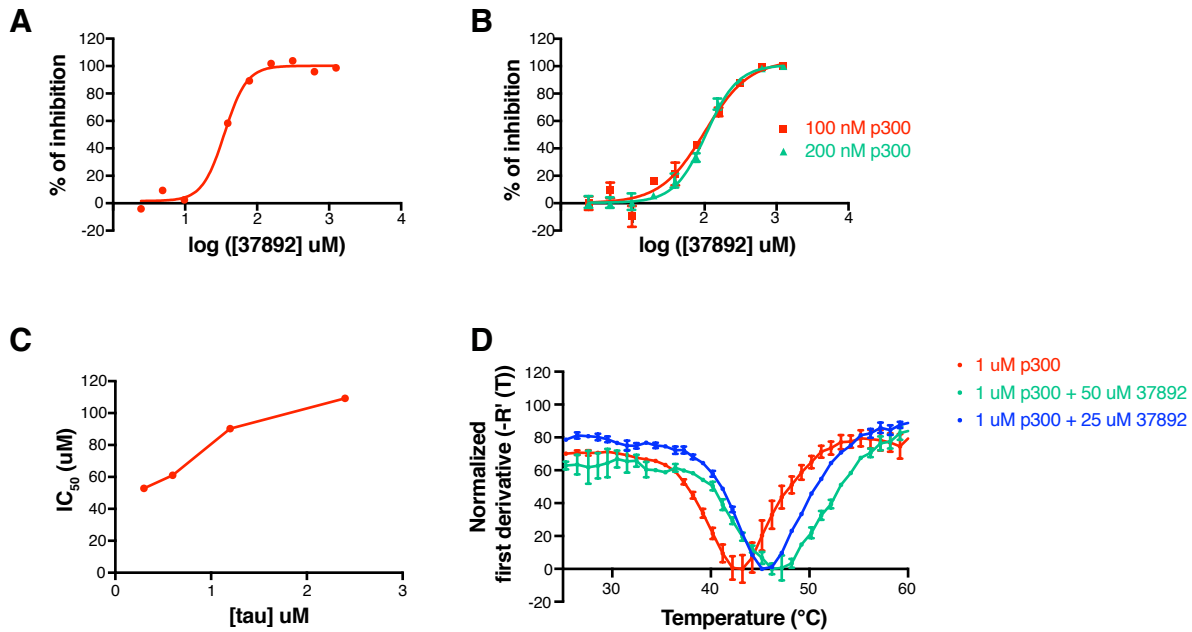 A
120
100
80
60
40
20
0
-20
1
2
3
4
% of inhibition
log ([37892] uM)
B
120
100
80
60
40
20
0
-20
2
3
4
% of inhibition
log ([37892] uM)
100 nM p300
200 nM p300
C
120
100
80
60
40
20
0
0
1
2
3
IC50 (uM)
[tau] uM
D
120
100
80
60
40
20
0
-20
30
40
50
60
Normalized
first derivative (-R' (T))
Temperature (°C)
1 uM p300
1 uM p300 + 50 uM 37892
1 uM p300 + 25 uM 37892